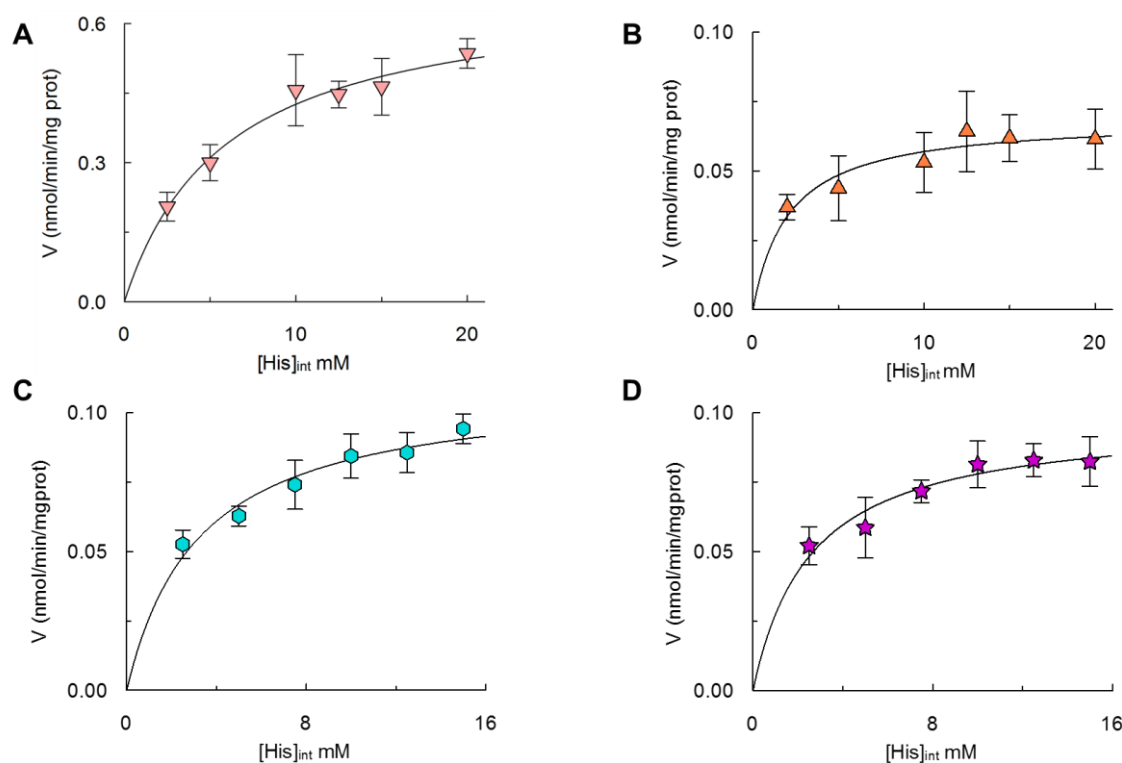 A
0.6
0.3
0.0
V (nmol/min/mg prot)
0
10
20
[His]int mM
B
0.10
0.05
0.00
V (nmol/min/mg prot)
0
10
20
[His]int mM
C
0.10
0.05
0.00
V (nmol/min/mgprot)
0
8
16
[His]int mM
D
0.10
0.05
0.00
V (nmol/min/mgprot)
0
8
16
[His]int mM